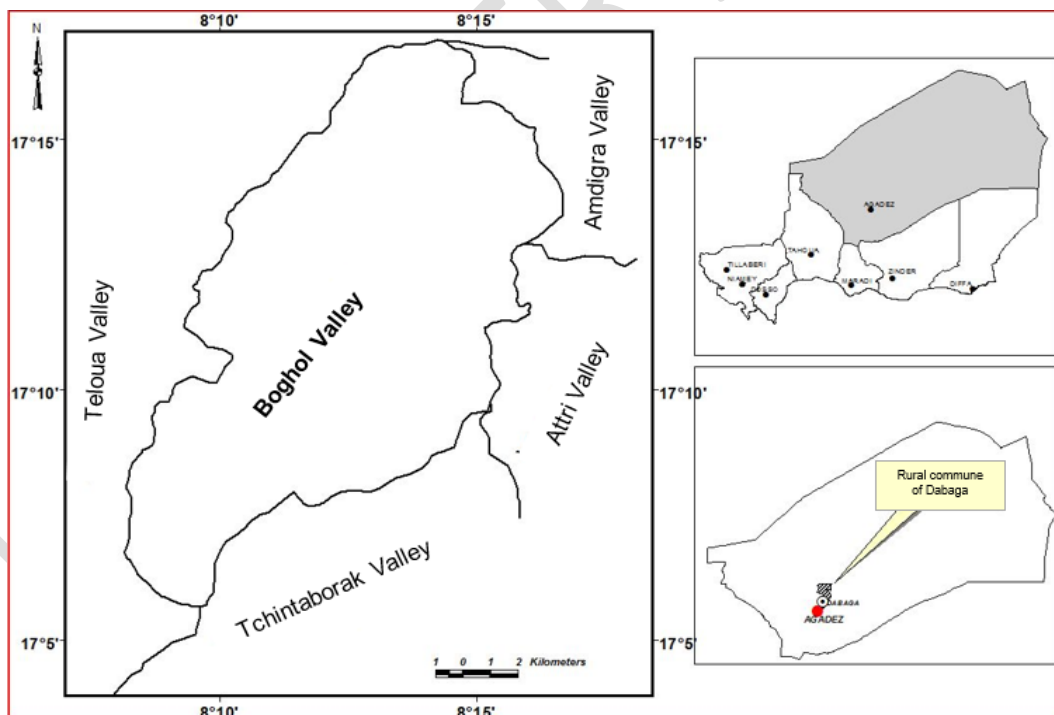 8°10'
8°15'
N
17°15'
17°15'
Amdigra Valley
Teloua Valley
Boghol Valley
17°10'
17°10'
Attri Valley
Tchintaborak Valley
17°5'
17°5'
1 0 1 2 Kilometers
8°10'
8°15'
AGADEZ
TAHOUA
TILLABERI
NIAMEY
DOSSO
MARADI
ZINDER
DIFFA
Rural commune
of Dabaga
DABAGA
AGADEZ